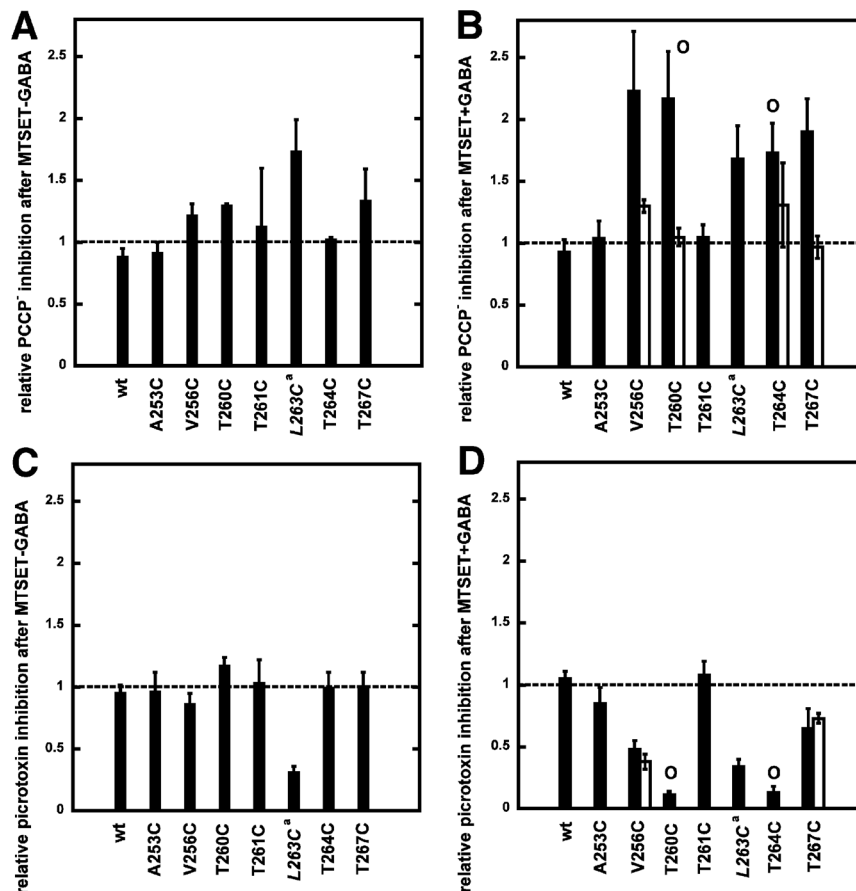 A
relative PCCP- inhibition after MTSET-GABA
2.5
2
1.5
1
0.5
0
wt
A253C
V256C
T260C
T261C
L263C a
T264C
T267C
B
relative PCCP- inhibition after MTSET+GABA
2.5
2
1.5
1
0.5
0
O
O
wt
A253C
V256C
T260C
T261C
L263C a
T264C
T267C
C
relative picrotoxin inhibition after MTSET-GABA
2.5
2
1.5
1
0.5
0
wt
A253C
V256C
T260C
T261C
L263C a
T264C
T267C
D
relative picrotoxin inhibition after MTSET+GABA
2.5
2
1.5
1
0.5
0
O
O
wt
A253C
V256C
T260C
T261C
L263C a
T264C
T267C